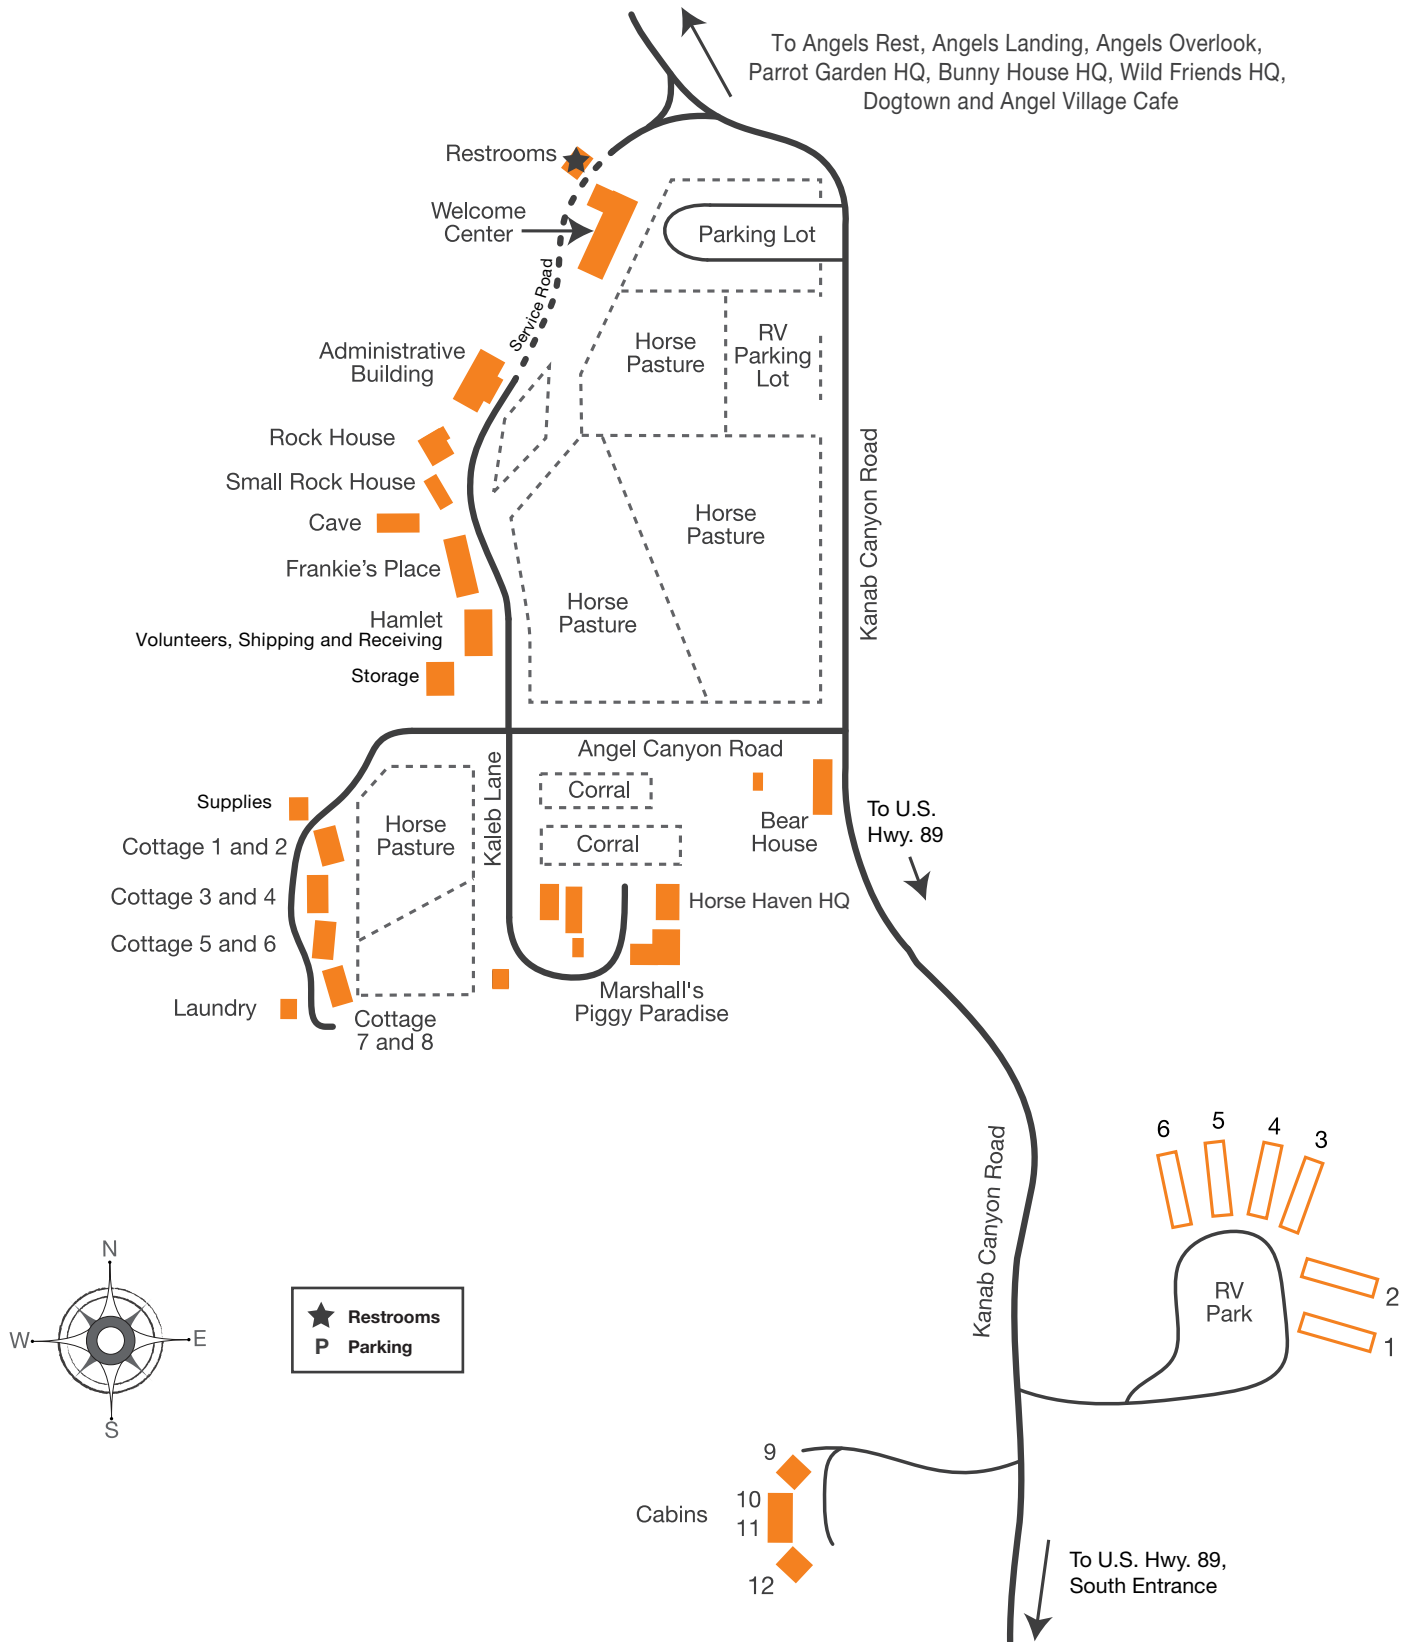 To Angels Rest, Angels Landing, Angels Overlook,
Parrot Garden HQ, Bunny House HQ, Wild Friends HQ,
Dogtown and Angel Village Cafe
Restrooms
Welcome
Center
Parking Lot
Service Road
Administrative
Building
Horse
Pasture
RV
Parking
Lot
Rock House
Small Rock House
Cave
Frankie's Place
Horse
Pasture
Kanab Canyon Road
Horse
Pasture
Hamlet
Volunteers, Shipping and Receiving
Storage
Angel Canyon Road
Kaleb Lane
Corral
Supplies
Horse
Pasture
Corral
Bear
House
To U.S.
Hwy. 89
Cottage 1 and 2
Cottage 3 and 4
Horse Haven HQ
Cottage 5 and 6
Laundry
Marshall's
Piggy Paradise
Cottage
7 and 8
Kanab Canyon Road
6
5
4
3
2
1
RV
Park
N
W
E
S
Restrooms
P Parking
9
10
11
12
Cabins
To U.S. Hwy. 89,
South Entrance